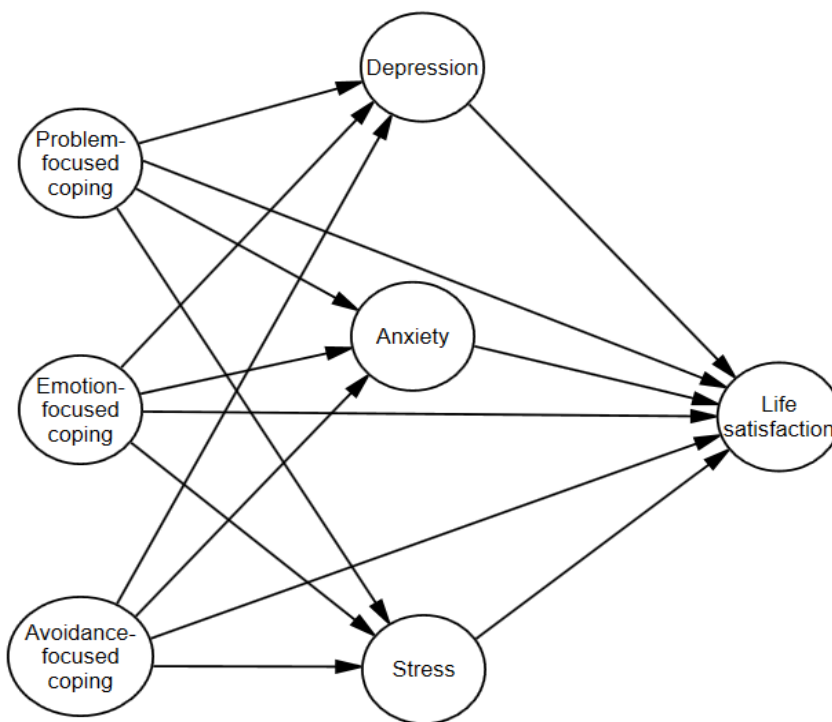 Depression
Problem-
focused
coping
Anxiety
Emotion-
focused
coping
Life
satisfaction
Avoidance-
focused
coping
Stress